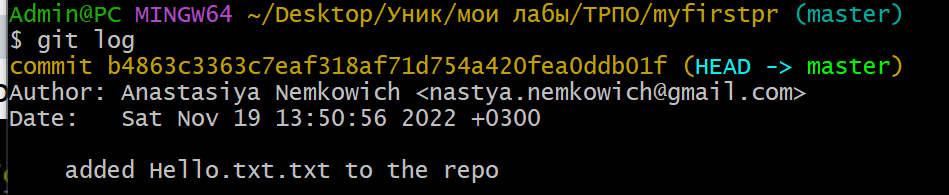 Admin@PC MINGW64 ~/Desktop/Уник/мои лабы/ТРПО/myfirstpr (master)
$ git log
commit b4863c3363c7eaf318af71d754a420fea0ddb01f (HEAD -> master)
Author: Anastasiya Nemkowich <nastya.nemkowich@gmail.com>
Date:   Sat Nov 19 13:50:56 2022 +0300
added Hello.txt.txt to the repo